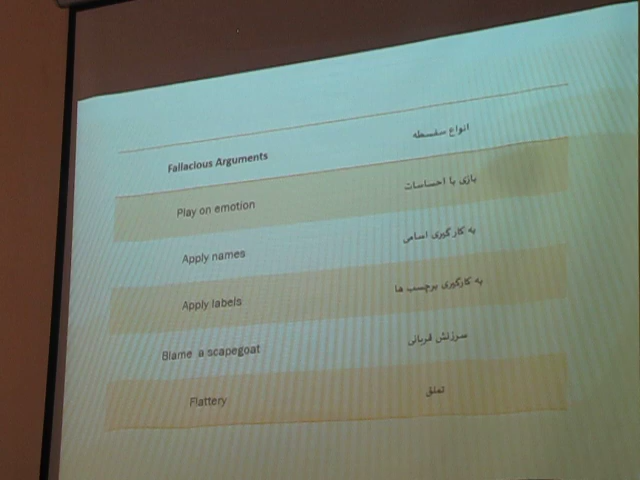 Fallacious Arguments انواع سفسطه
Play on emotion بازی با احساسات
Apply names به کارگیری اسامی
Apply labels به کارگیری برچسب ها
Blame a scapegoat سرزنش قربانی
Flattery تملق